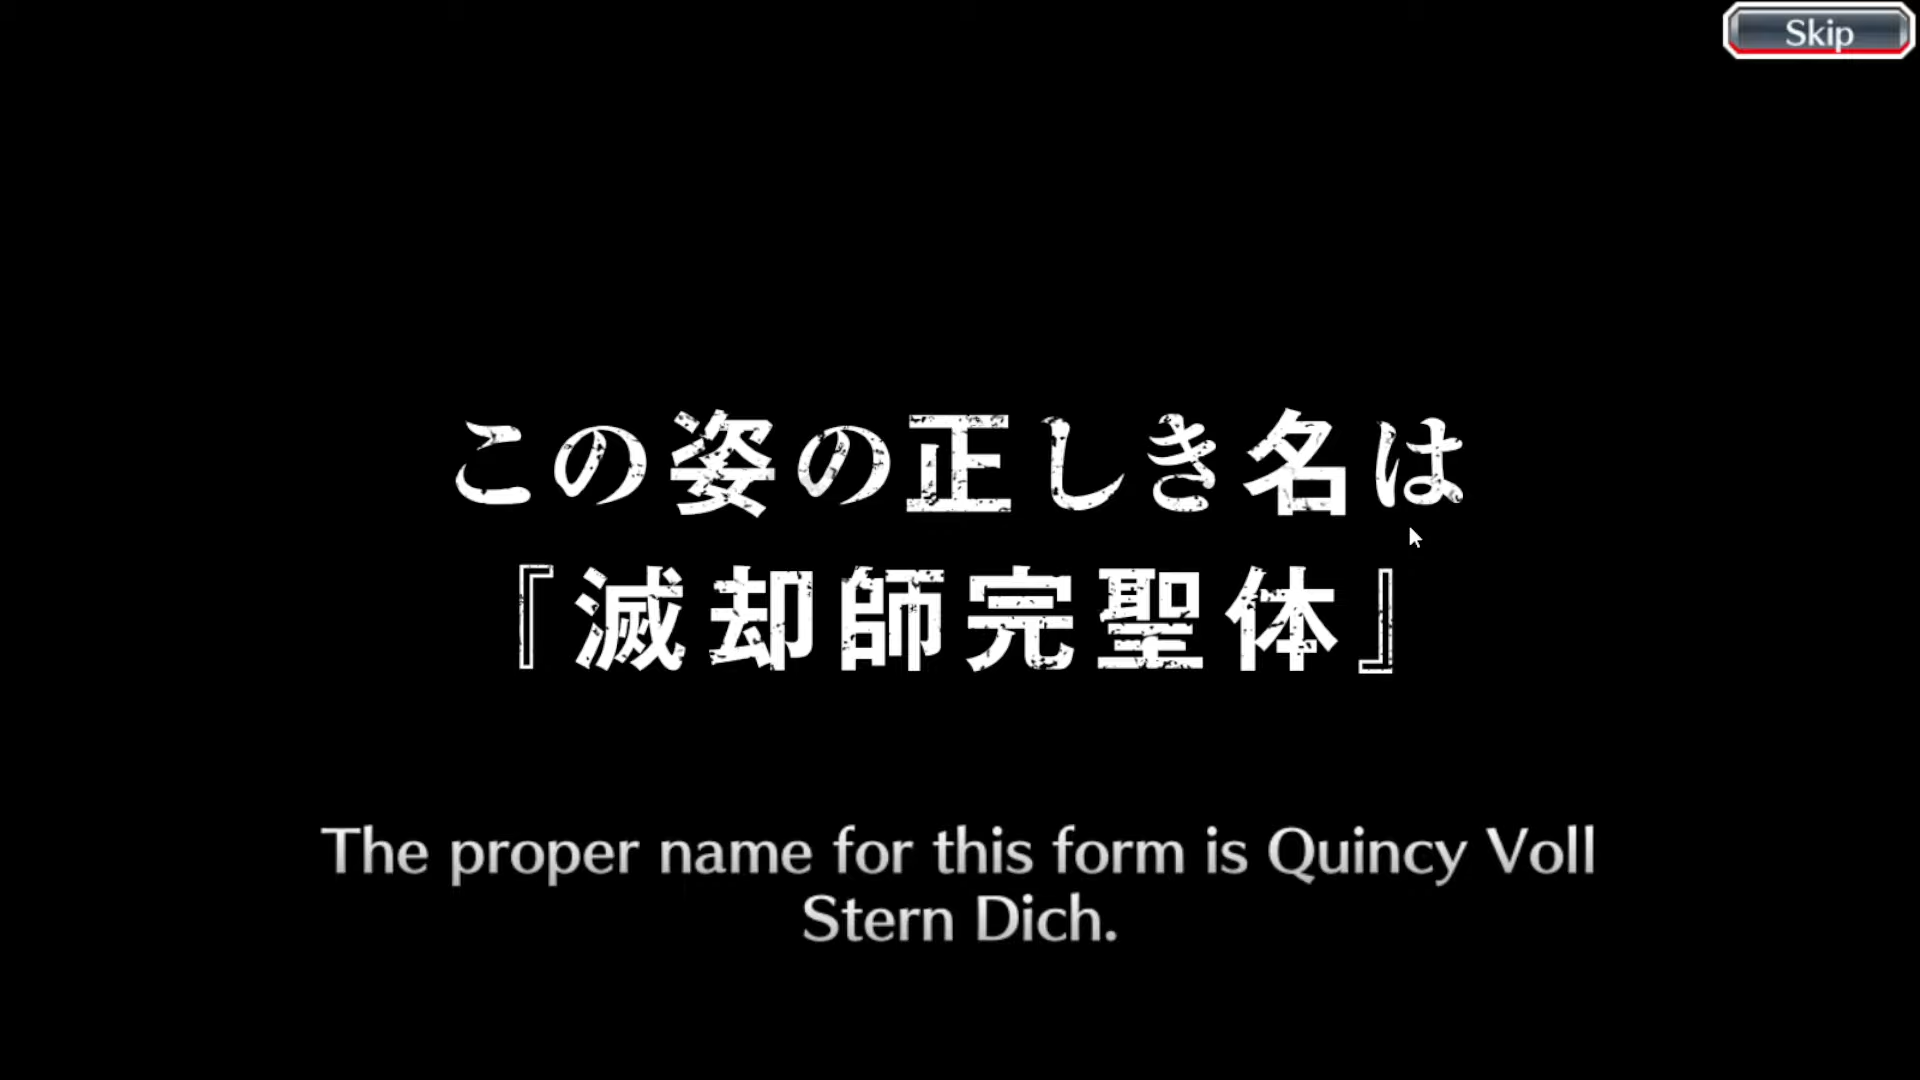 Skip
この姿の正しき名は
『滅却師完聖体』
The proper name for this form is Quincy Voll
Stern Dich.